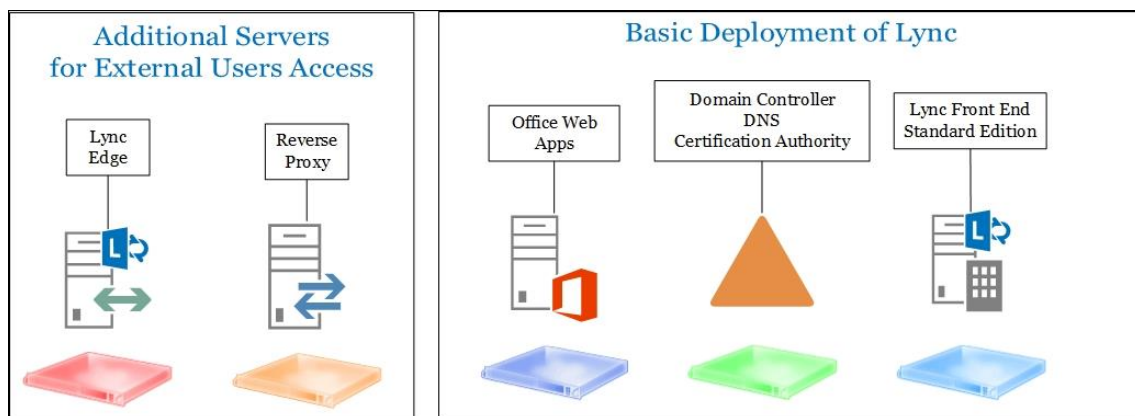 Additional Servers
for External Users Access
Lync
Edge
Reverse
Proxy
L
Basic Deployment of Lync
Office Web
Apps
Domain Controller
DNS
Certification Authority
Lync Front End
Standard Edition
L